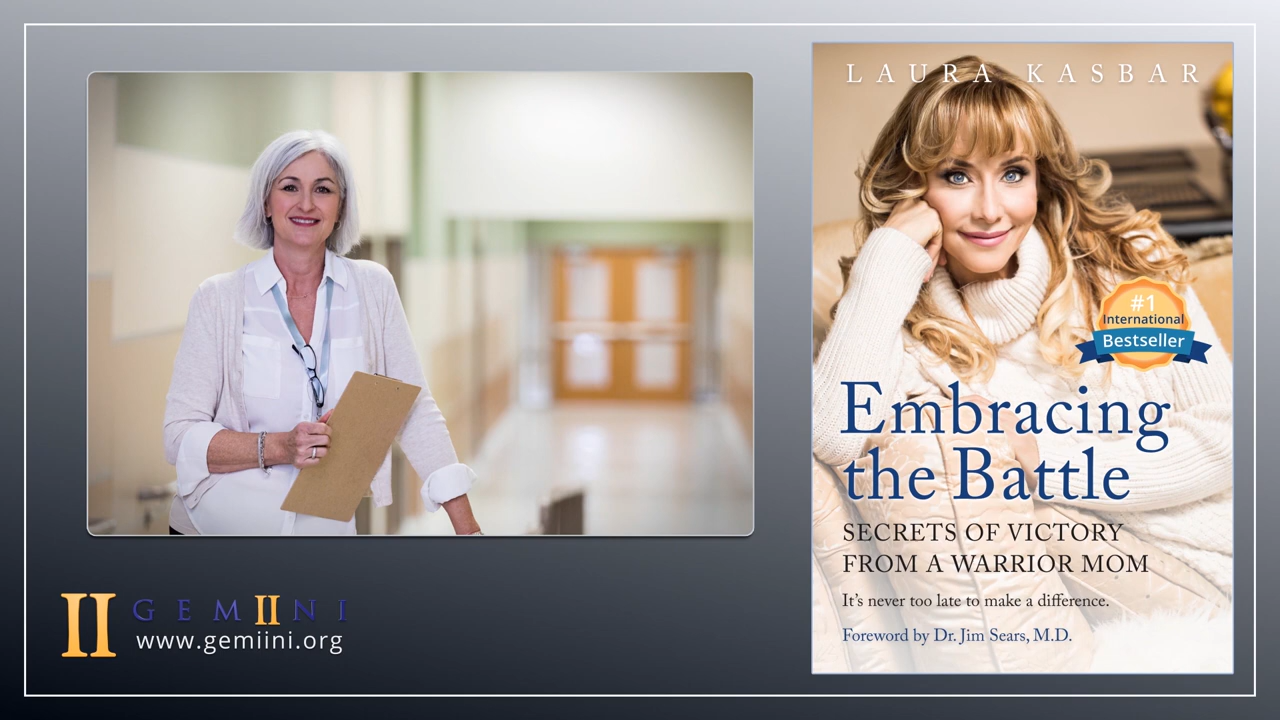 LAURA KASBAR
#1
International
Bestseller
Embracing
the Battle
SECRETS OF VICTORY
FROM A WARRIOR MOM
It's never too late to make a difference.
Foreword by Dr. Jim Sears, M.D.
II GEMIINI
www.gemiini.org